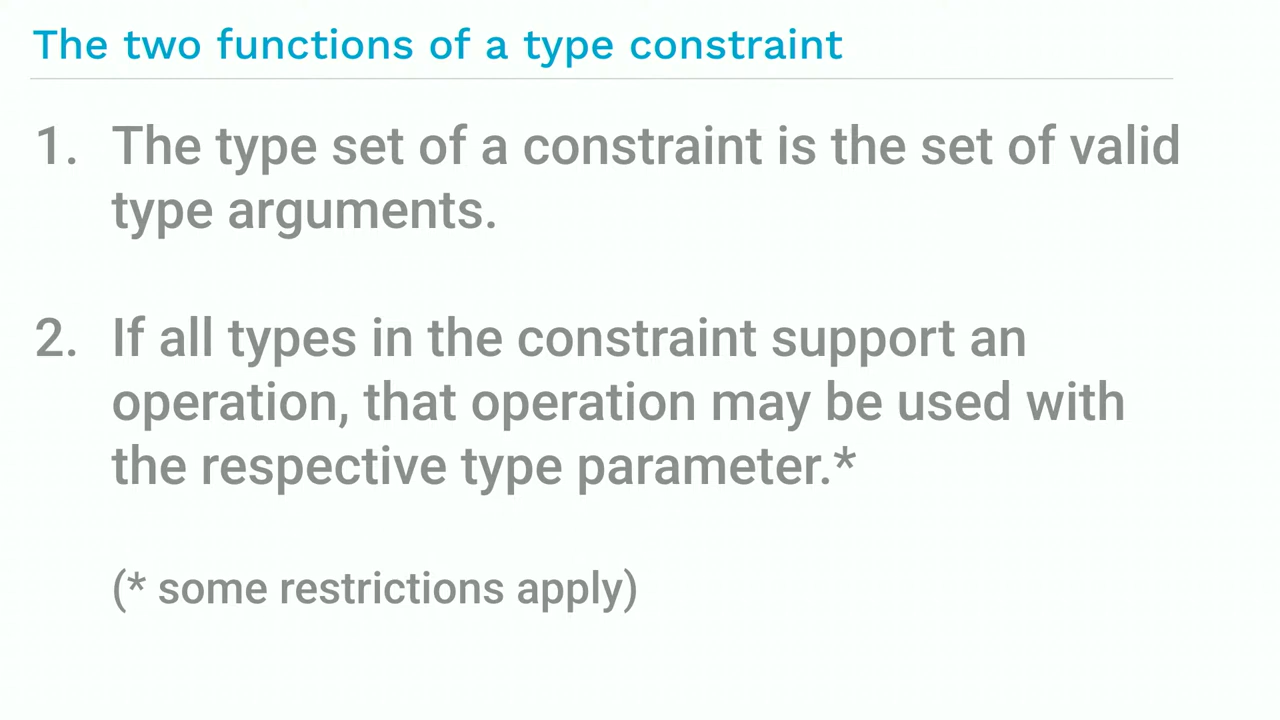 The two functions of a type constraint
1. The type set of a constraint is the set of valid
type arguments.
2. If all types in the constraint support an
operation, that operation may be used with
the respective type parameter.*
(* some restrictions apply)